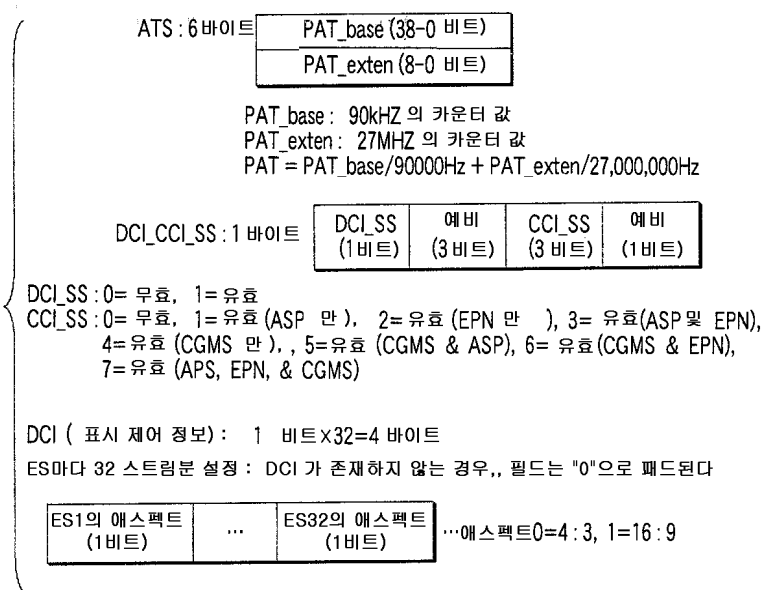 ATS : 6 바이트
PAT_base (38-0 비트)
PAT_exten (8-0 비트)
PAT_base : 90kHZ 의 카운터 값
PAT_exten : 27MHZ 의 카운터 값
PAT = PAT_base/90000Hz + PAT_exten/27,000,000Hz
DCI_CCI_SS : 1 바이트
DCI_SS (1비트) 예비 (3비트) CCI_SS (3 비트) 예비 (1비트)
DCI_SS : 0= 무효, 1= 유효
CCI_SS : 0= 무효, 1= 유효 (ASP 만 ), 2= 유효 (EPN 만 ), 3= 유효(ASP 및 EPN),
4= 유효 (CGMS 만 ), , 5=유효 (CGMS & ASP), 6= 유효(CGMS & EPN),
7= 유효 (APS, EPN, & CGMS)
DCI ( 표시 제어 정보) : 1 비트×32=4 바이트
ES마다 32 스트림분 설정 : DCI 가 존재하지 않는 경우,, 필드는 "0"으로 패드된다
ES1의 애스펙트 (1비트) ... ES32의 애스펙트 (1비트) ...애스펙트0=4 : 3, 1=16 : 9